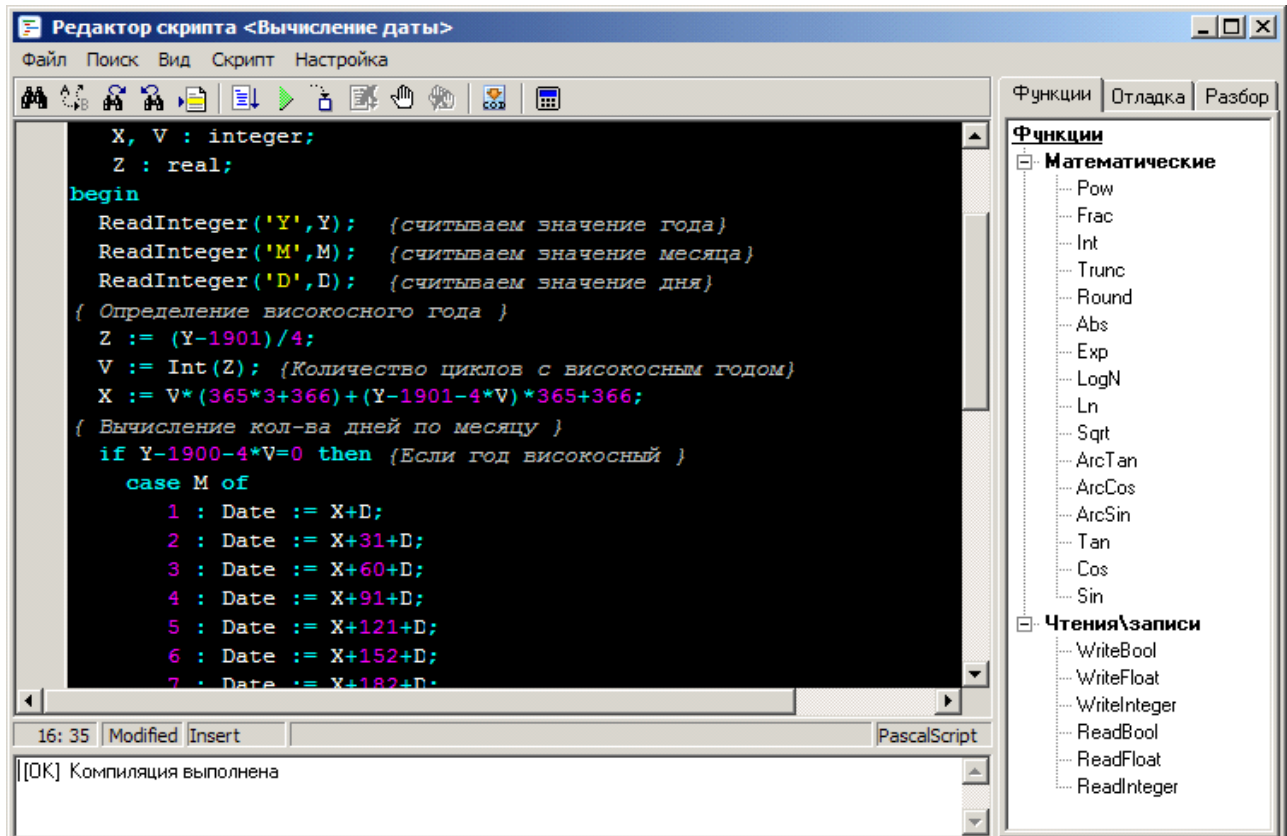 Редактор скрипта <Вычисление даты>
Файл Поиск Вид Скрипт Настройка
X, V : integer;
Z : real;
begin
ReadInteger('Y',Y); {считываем значение года}
ReadInteger('M',M); {считываем значение месяца}
ReadInteger('D',D); {считываем значение дня}
{ Определение високосного года }
Z := (Y-1901)/4;
V := Int(Z); {Количество циклов с високосным годом}
X := V*(365*3+366)+(Y-1901-4*V)*365+366;
{ Вычисление кол-ва дней по месяцу }
if Y-1900-4*V=0 then {Если год високосный }
case M of
1 : Date := X+D;
2 : Date := X+31+D;
3 : Date := X+60+D;
4 : Date := X+91+D;
5 : Date := X+121+D;
6 : Date := X+152+D;
7 : Date := X+182+D;
16: 35 Modified Insert PascalScript
[OK] Компиляция выполнена
Функции Отладка Разбор
Функции
Математические
Pow
Frac
Int
Trunc
Round
Abs
Exp
LogN
Ln
Sqrt
ArcTan
ArcCos
ArcSin
Tan
Cos
Sin
Чтения\записи
WriteBool
WriteFloat
WriteInteger
ReadBool
ReadFloat
ReadInteger